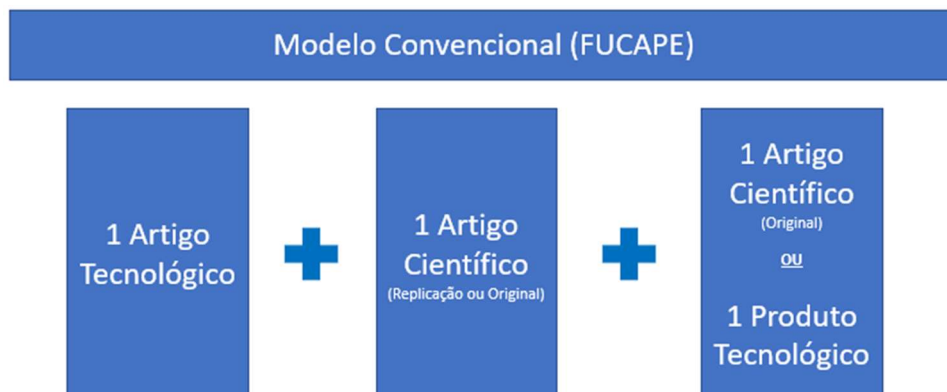 Modelo Convencional (FUCAPE)
1 Artigo
Tecnológico
1 Artigo
Científico
(Replicação ou Original)
1 Artigo
Científico
(Original)
OU
1 Produto
Tecnológico